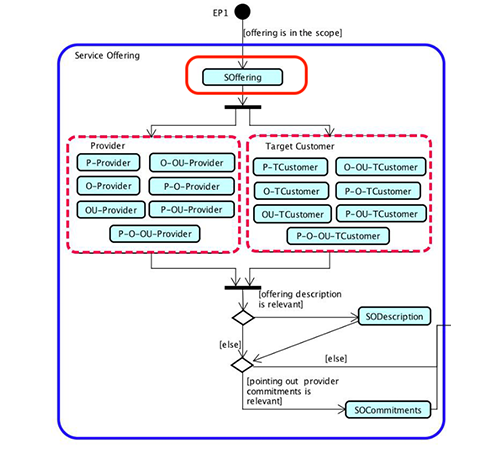 EP1
[offering is in the scope]
Service Offering
SOffering
Provider
P-Provider
O-OU-Provider
O-Provider
P-O-Provider
OU-Provider
P-OU-Provider
P-O-OU-Provider
Target Customer
P-TCustomer
O-OU-TCustomer
O-TCustomer
P-O-TCustomer
OU-TCustomer
P-OU-TCustomer
P-O-OU-TCustomer
[offering description
is relevant]
SODescription
[else]
[else]
[pointing out provider
commitments is
relevant]
SOCommitments